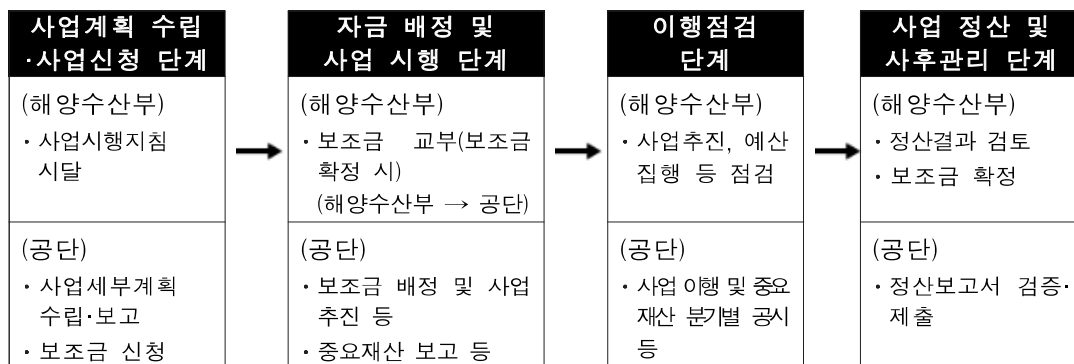 사업계획 수립
·사업신청 단계
(해양수산부)
· 사업시행지침
시달
(공단)
· 사업세부계획
수립·보고
· 보조금 신청
자금 배정 및
사업 시행 단계
(해양수산부)
· 보조금 교부(보조금
확정 시)
(해양수산부 → 공단)
(공단)
· 보조금 배정 및 사업
추진 등
· 중요재산 보고 등
이행점검
단계
(해양수산부)
· 사업추진, 예산
집행 등 점검
(공단)
· 사업 이행 및 중요
재산 분기별 공시
등
사업 정산 및
사후관리 단계
(해양수산부)
· 정산결과 검토
· 보조금 확정
(공단)
· 정산보고서 검증·
제출